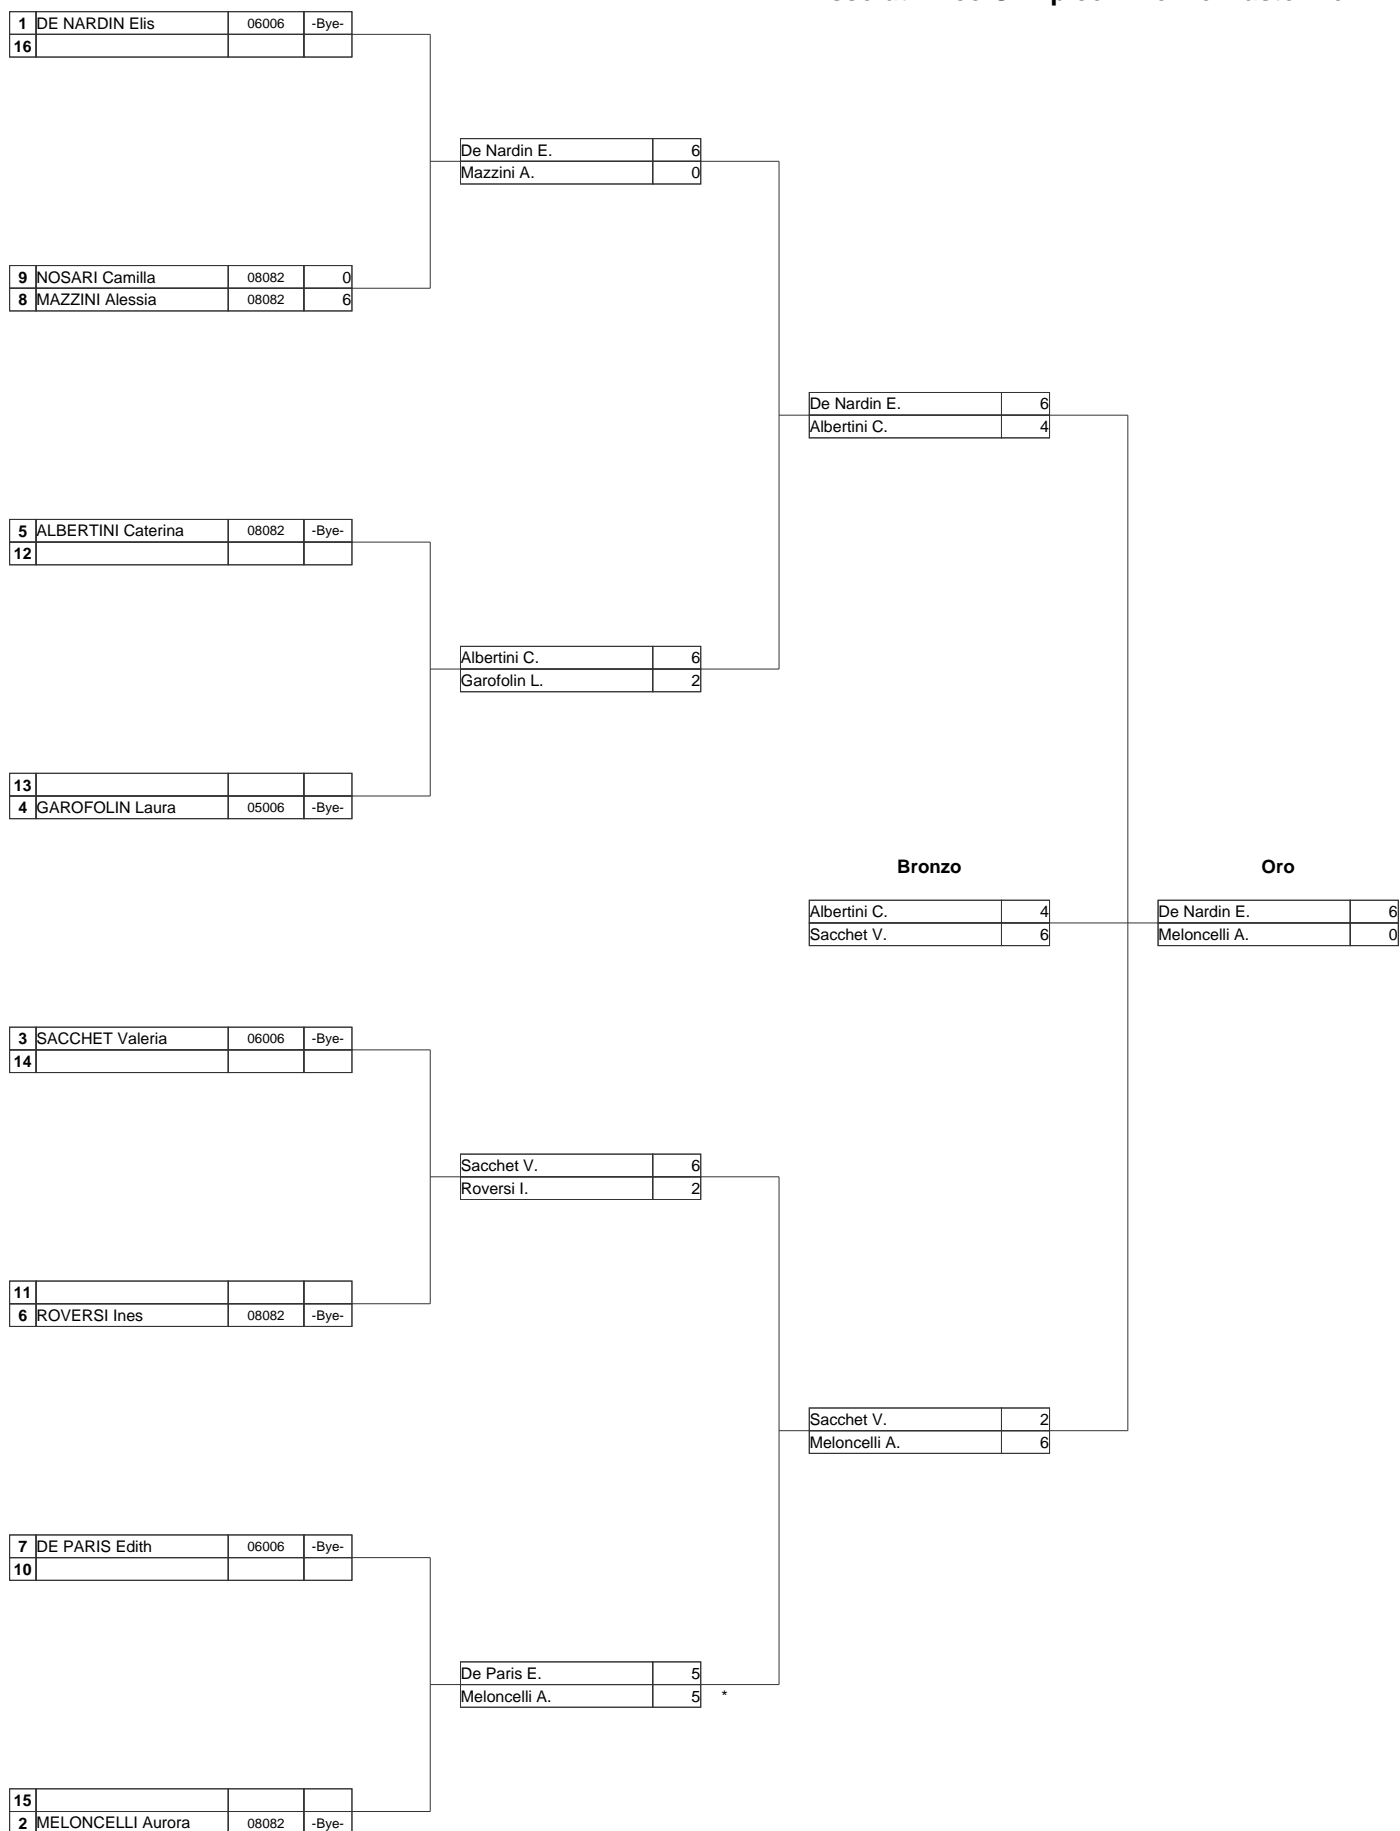 1 DE NARDIN Elis 06006 -Bye-
16
De Nardin E. 6
Mazzini A. 0
9 NOSARI Camilla 08082 0
8 MAZZINI Alessia 08082 6
De Nardin E. 6
Albertini C. 4
5 ALBERTINI Caterina 08082 -Bye-
12
Albertini C. 6
Garofolin L. 2
13
4 GAROFOLIN Laura 05006 -Bye-
Bronzo Oro
Albertini C. 4 De Nardin E. 6
Sacchet V. 6 Meloncelli A. 0
3 SACCHET Valeria 06006 -Bye-
14
Sacchet V. 6
Roversi I. 2
11
6 ROVERSI Ines 08082 -Bye-
Sacchet V. 2
Meloncelli A. 6
7 DE PARIS Edith 06006 -Bye-
10
De Paris E. 5
Meloncelli A. 5 *
15
2 MELONCELLI Aurora 08082 -Bye-